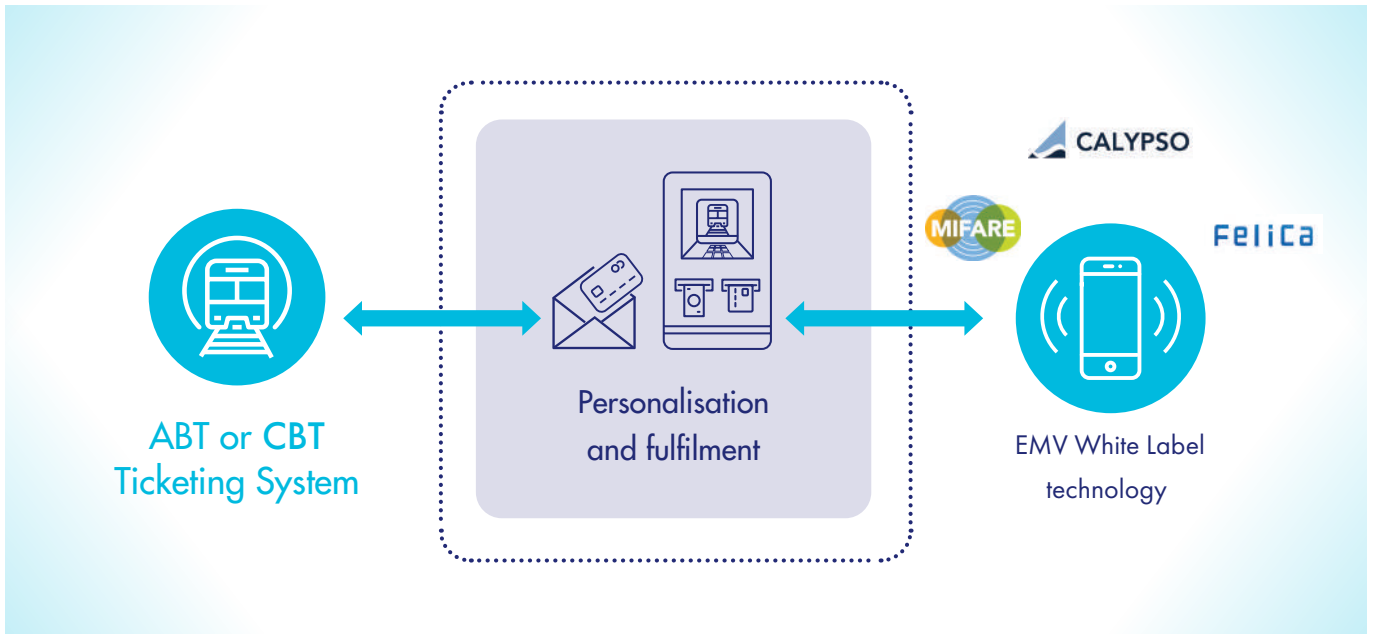 CALYPSO
MIFARE
FeliCa
ABT or CBT
Ticketing System
Personalisation
and fulfilment
EMV White Label
technology